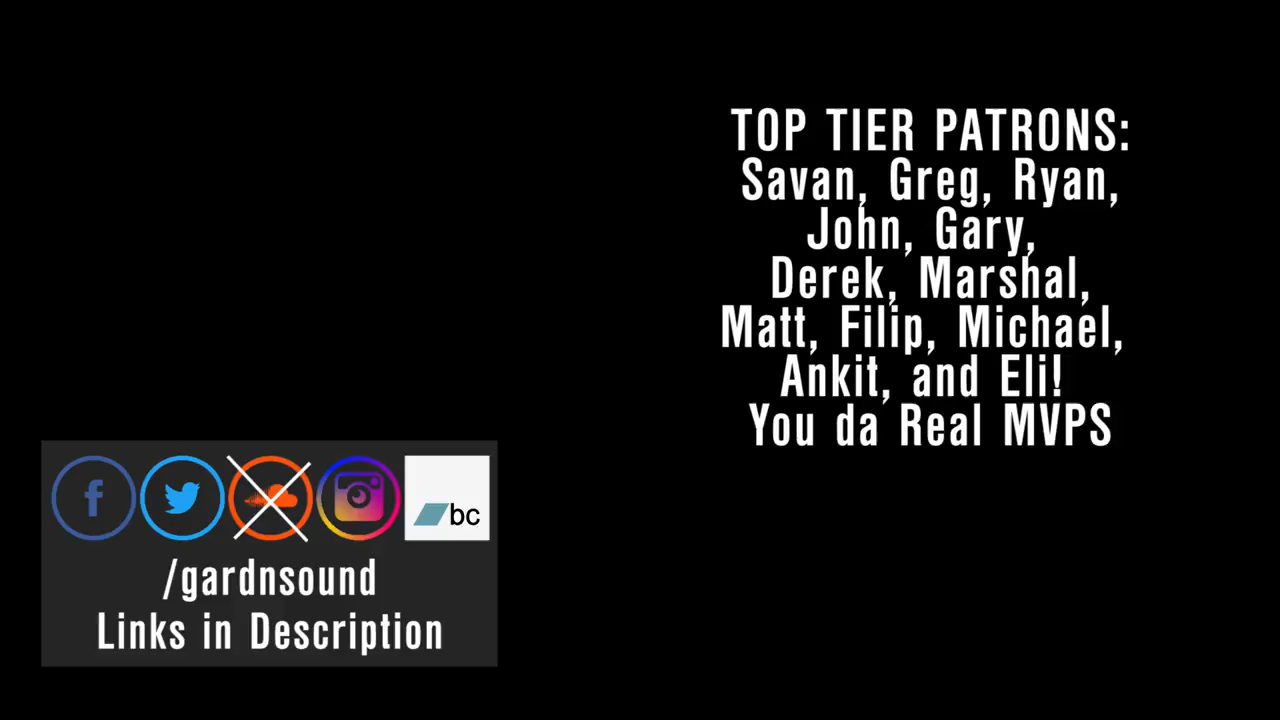 TOP TIER PATRONS:
Savan, Greg, Ryan,
John, Gary,
Derek, Marshal,
Matt, Filip, Michael,
Ankit, and Eli!
You da Real MVPS
f
bc
/gardnsound
Links in Description